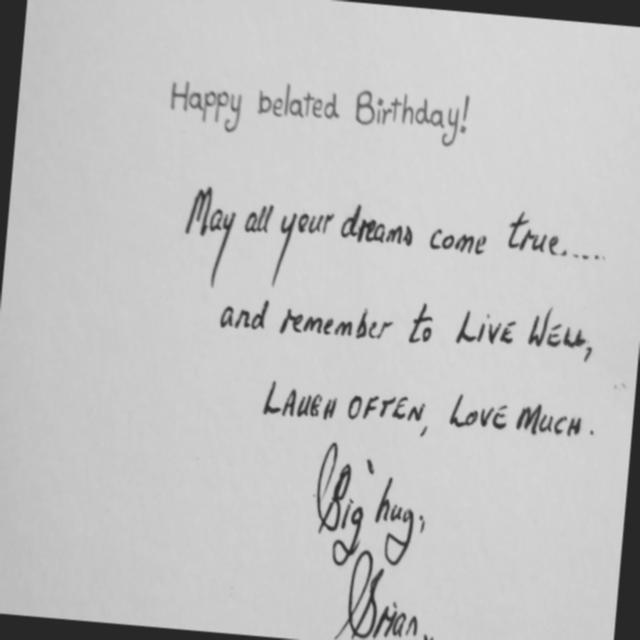 Happy belated Birthday!
May all your dreams come true.....
and remember to LIVE WELL,
LAUGH OFTEN, LOVE MUCH.
Big hug,
Brian